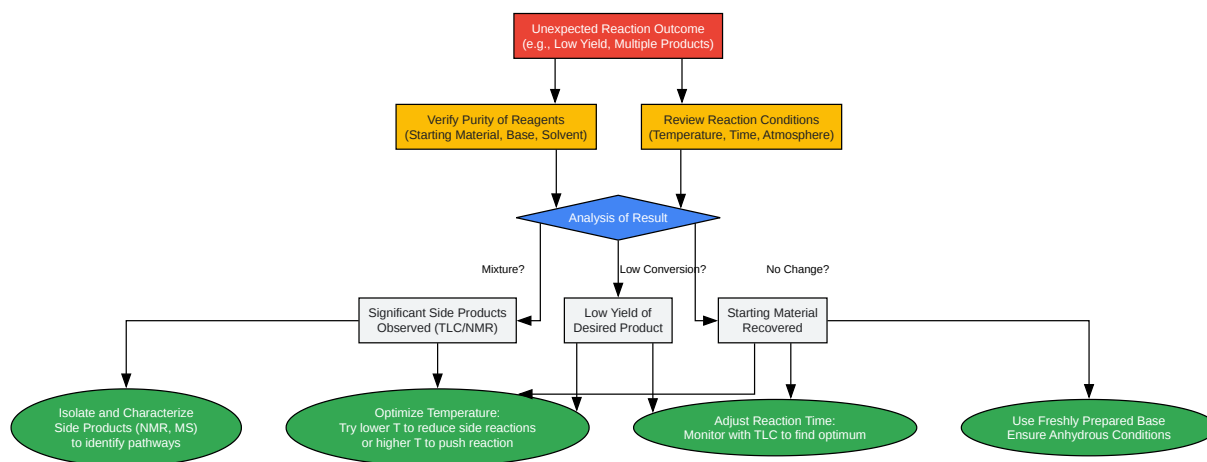 Unexpected Reaction Outcome
(e.g., Low Yield, Multiple Products)
Verify Purity of Reagents
(Starting Material, Base, Solvent)
Review Reaction Conditions
(Temperature, Time, Atmosphere)
Analysis of Result
Mixture?
Low Conversion?
No Change?
Significant Side Products
Observed (TLC/NMR)
Low Yield of
Desired Product
Starting Material
Recovered
Isolate and Characterize
Side Products (NMR, MS)
to identify pathways
Optimize Temperature:
Try lower T to reduce side reactions
or higher T to push reaction
Adjust Reaction Time:
Monitor with TLC to find optimum
Use Freshly Prepared Base
Ensure Anhydrous Conditions